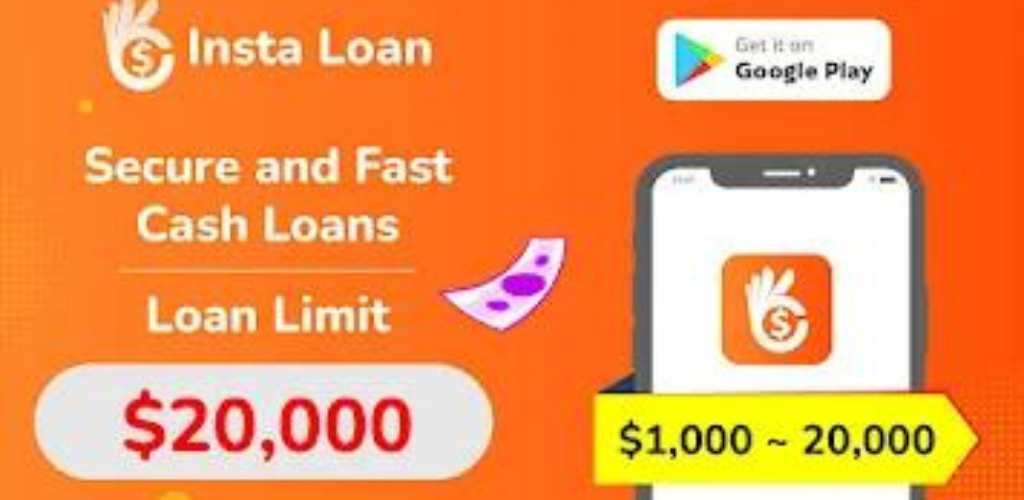 Insta Loan
Get it on
Google Play
Secure and Fast
Cash Loans
Loan Limit
$20,000
$
$1,000 ~ 20,000